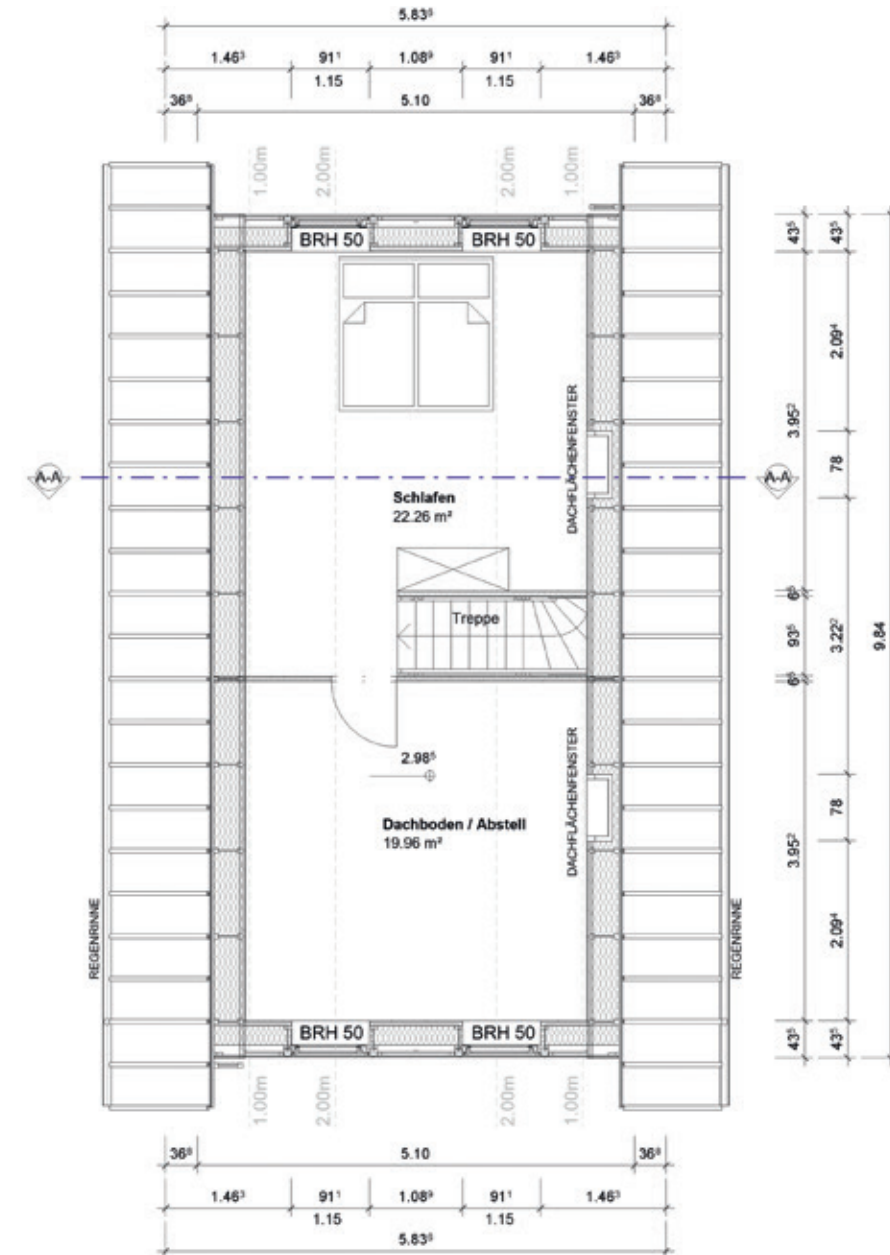 5.83⁶
1.46³ 91¹ 1.08⁹ 91¹ 1.46³
1.15 1.15
36⁸ 5.10 36⁸
1.00m 2.00m 2.00m 1.00m
BRH 50 BRH 50
43⁵ 43⁵
2.09⁴
DACHFLÄCHENFENSTER
3.95²
78
A-A A-A
Schlafen
22.26 m²
Treppe
6⁵
93⁵
3.22²
9.84
6⁵
2.98⁵
DACHFLÄCHENFENSTER
78
Dachboden / Abstell
19.96 m²
3.95²
REGENRINNE REGENRINNE
2.09⁴
BRH 50 BRH 50
43⁵ 43⁵
1.00m 2.00m 2.00m 1.00m
36⁸ 5.10 36⁸
1.46³ 91¹ 1.08⁹ 91¹ 1.46³
1.15 1.15
5.83⁶